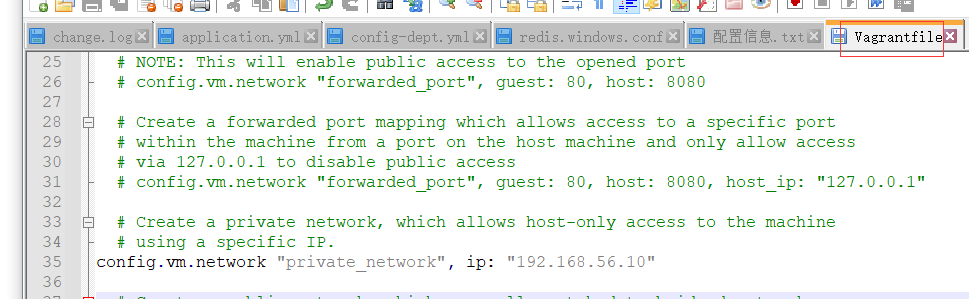 change.log application.yml config-dept.yml redis.windows.conf 配置信息.txt Vagrantfile
25 # NOTE: This will enable public access to the opened port
26 # config.vm.network "forwarded_port", guest: 80, host: 8080
27
28 # Create a forwarded port mapping which allows access to a specific port
29 # within the machine from a port on the host machine and only allow access
30 # via 127.0.0.1 to disable public access
31 # config.vm.network "forwarded_port", guest: 80, host: 8080, host_ip: "127.0.0.1"
32
33 # Create a private network, which allows host-only access to the machine
34 # using a specific IP.
35 config.vm.network "private_network", ip: "192.168.56.10"
36